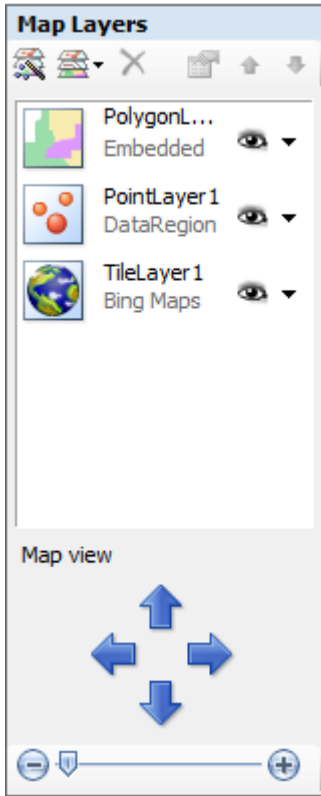 Map Layers
PolygonL...
Embedded
PointLayer1
DataRegion
TileLayer1
Bing Maps
Map view